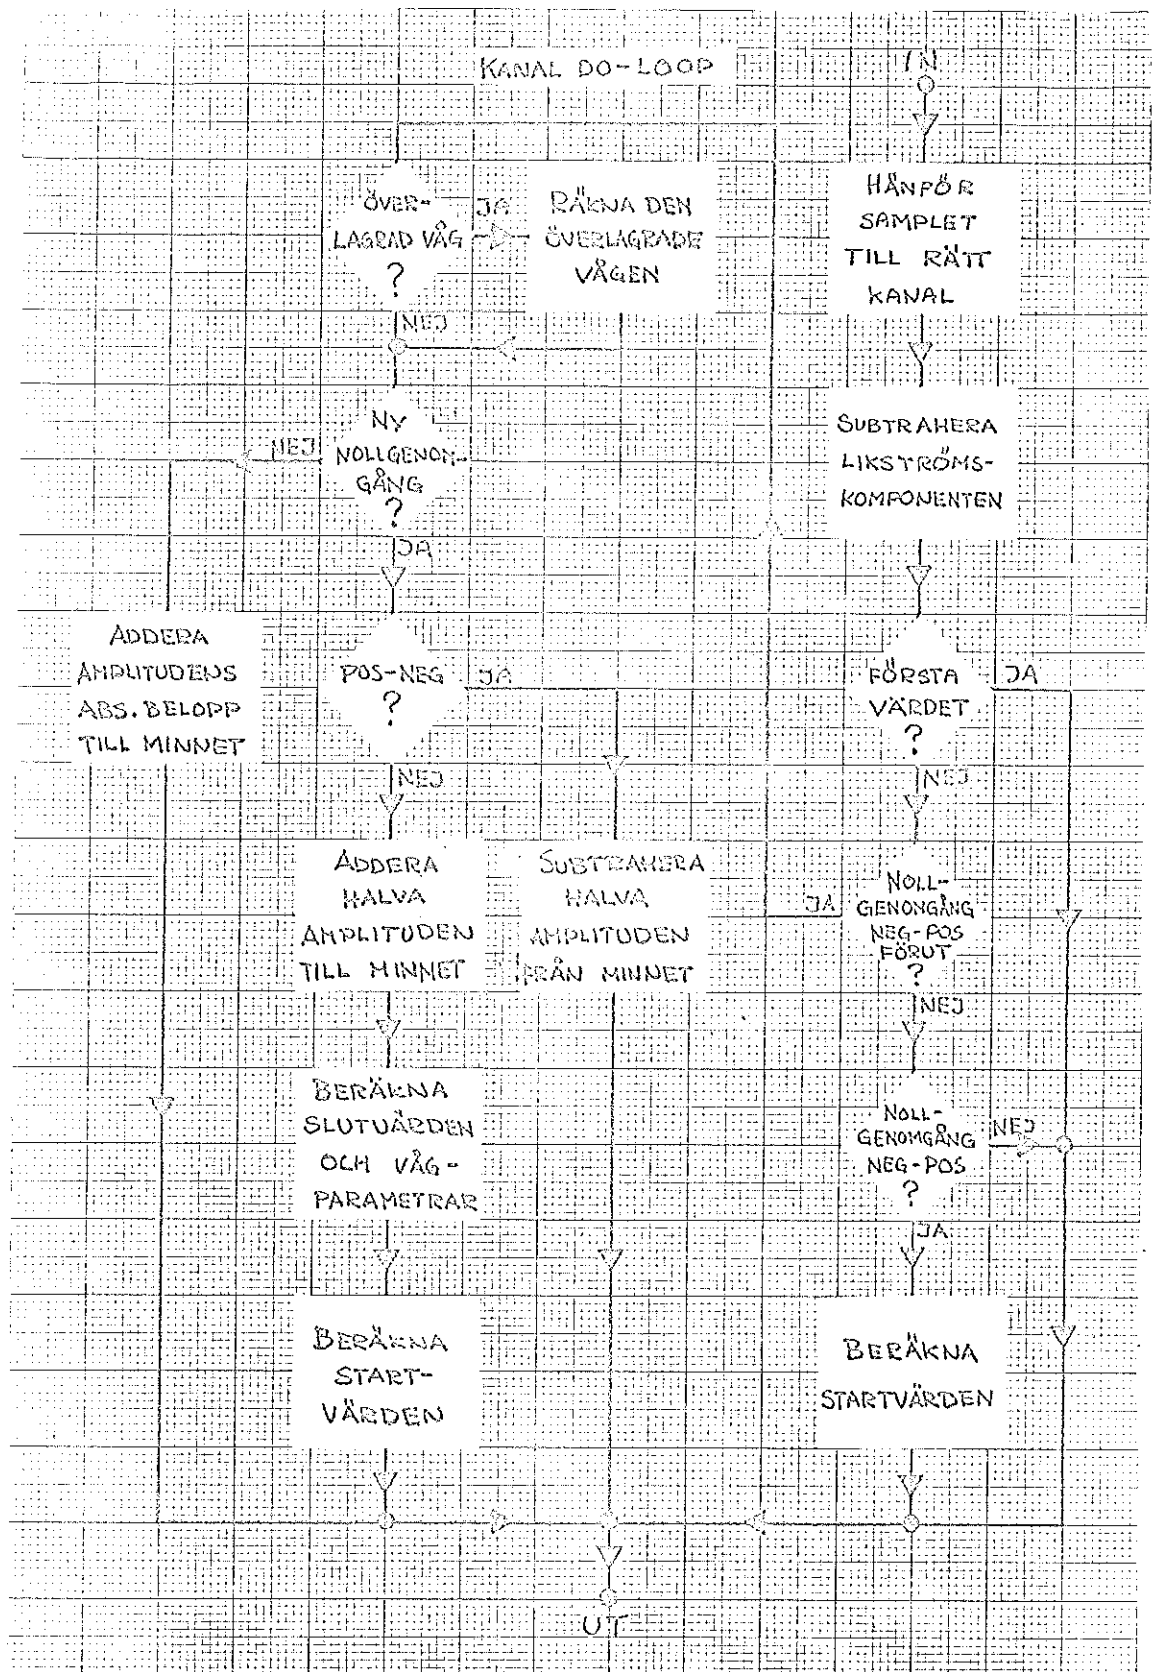 KANAL DO-LOOP
IN
HÄNFÖR
SAMPLET
TILL RÄTT
KANAL
SUBTRAHERA
LIKSTRÖMS-
KOMPONENTEN
FÖRSTA
VÄRDET
?
JA
NEJ
NOLL-
GENOMGÅNG
NEG-POS
FÖRUT
?
JA
NEJ
NOLL-
GENOMGÅNG
NEG-POS
?
NEJ
JA
BERÄKNA
STARTVÄRDEN
ÖVER-
LAGRAD VÅG
?
JA
NEJ
RÄKNA DEN
ÖVERLAGRADE
VÅGEN
NY
NOLLGENOM-
GÅNG
?
NEJ
JA
ADDERA
AMPLITUDENS
ABS. BELOPP
TILL MINNET
POS-NEG
?
JA
NEJ
ADDERA
HALVA
AMPLITUDEN
TILL MINNET
SUBTRAHERA
HALVA
AMPLITUDEN
FRÅN MINNET
BERÄKNA
SLUTVÄRDEN
OCH VÅG-
PARAMETRAR
BERÄKNA
START-
VÄRDEN
UT